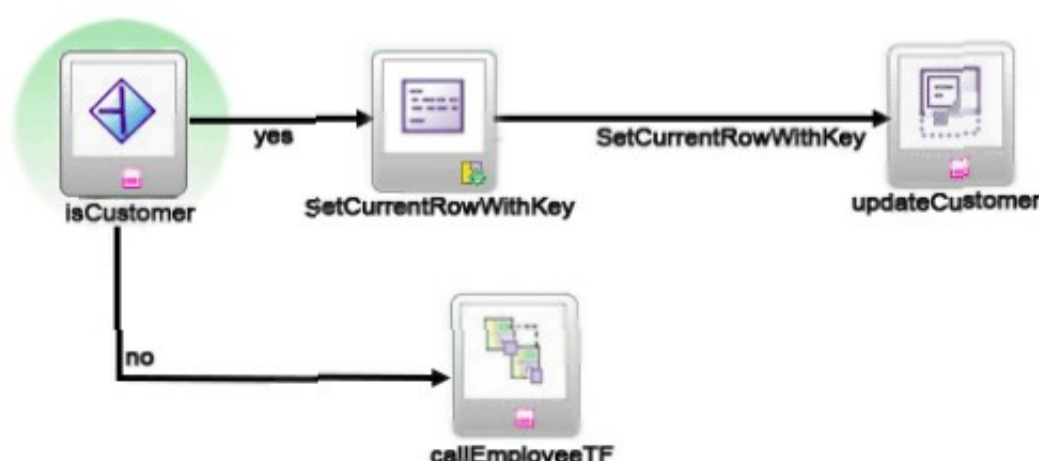 yes
SetCurrentRowWithKey
isCustomer
SetCurrentRowWithKey
updateCustomer
no
callEmployeeTF